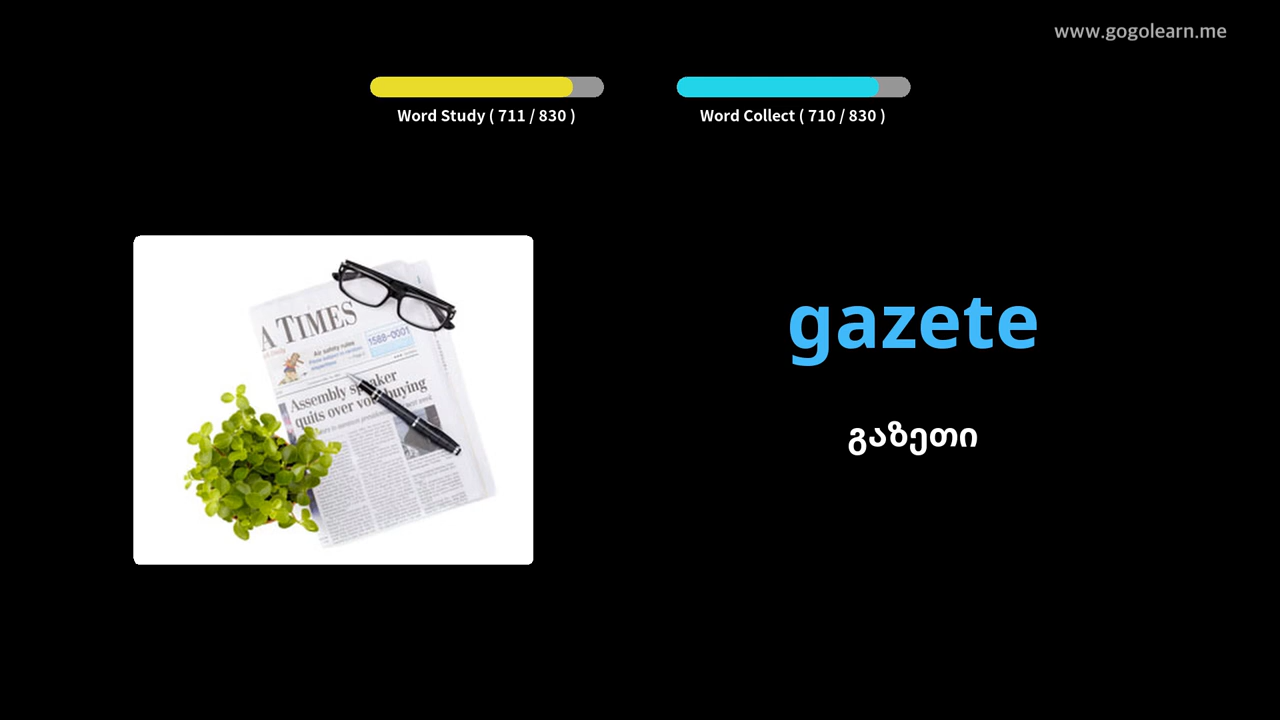 www.gogolearn.me
Word Study ( 711 / 830 )
Word Collect ( 710 / 830 )
A TIMES
Air safety rules
1588-0001
Assembly speaker
quits over vote buying
gazete
გაზეთი